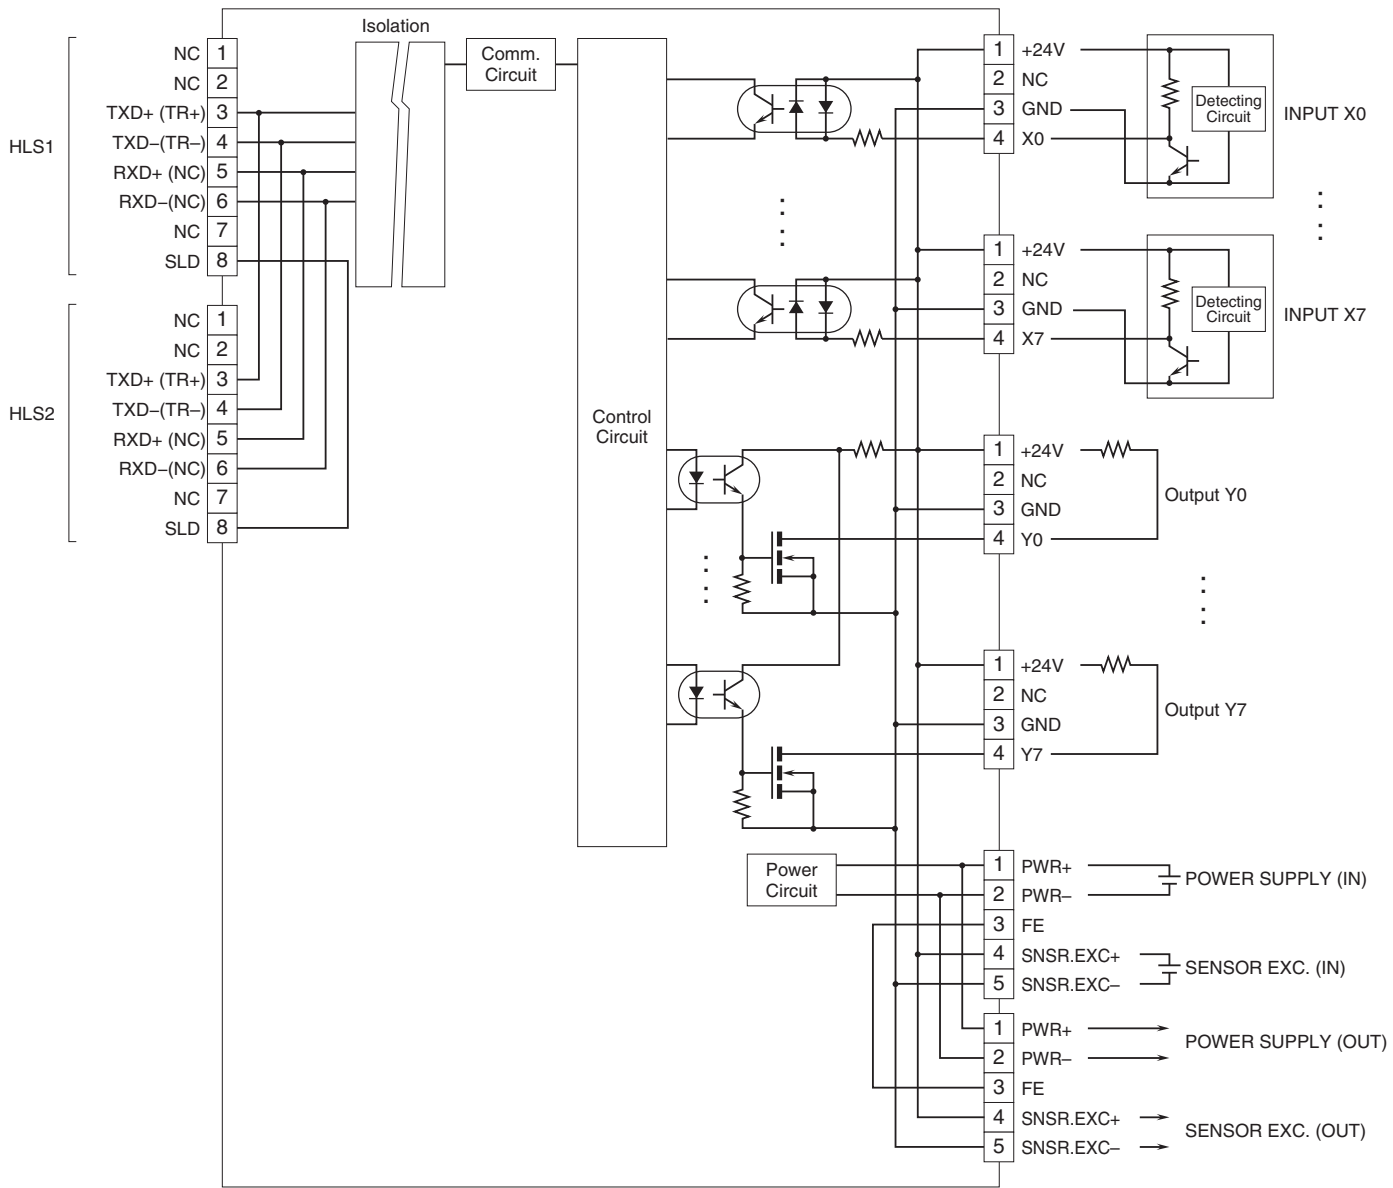 Isolation
Comm.
Circuit
Control
Circuit
HLS1
NC 1
NC 2
TXD+ (TR+) 3
TXD–(TR–) 4
RXD+ (NC) 5
RXD–(NC) 6
NC 7
SLD 8
HLS2
NC 1
NC 2
TXD+ (TR+) 3
TXD–(TR–) 4
RXD+ (NC) 5
RXD–(NC) 6
NC 7
SLD 8
1 +24V
2 NC
3 GND
4 X0
Detecting
Circuit
INPUT X0
1 +24V
2 NC
3 GND
4 X7
Detecting
Circuit
INPUT X7
1 +24V
2 NC
3 GND
4 Y0
Output Y0
1 +24V
2 NC
3 GND
4 Y7
Output Y7
Power
Circuit
1 PWR+
2 PWR–
POWER SUPPLY (IN)
3 FE
4 SNSR.EXC+
5 SNSR.EXC–
SENSOR EXC. (IN)
1 PWR+
2 PWR–
POWER SUPPLY (OUT)
3 FE
4 SNSR.EXC+
5 SNSR.EXC–
SENSOR EXC. (OUT)